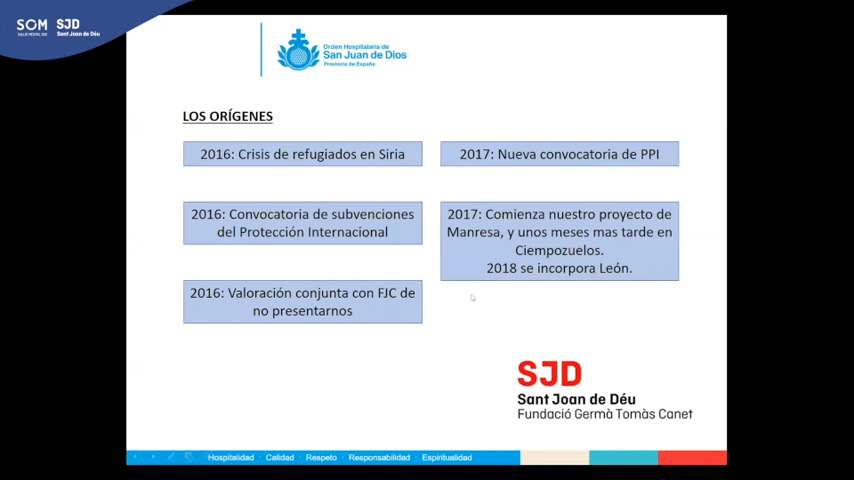 SOM
SALUT MENTAL 360
SJD
Sant Joan de Déu
Orden Hospitalaria de
San Juan de Dios
Provincia de España
LOS ORÍGENES
2016: Crisis de refugiados en Siria
2016: Convocatoria de subvenciones
del Protección Internacional
2016: Valoración conjunta con FJC de
no presentarnos
2017: Nueva convocatoria de PPI
2017: Comienza nuestro proyecto de
Manresa, y unos meses mas tarde en
Ciempozuelos.
2018 se incorpora León.
SJD
Sant Joan de Déu
Fundació Germà Tomàs Canet
Hospitalidad · Calidad · Respeto · Responsabilidad · Espiritualidad